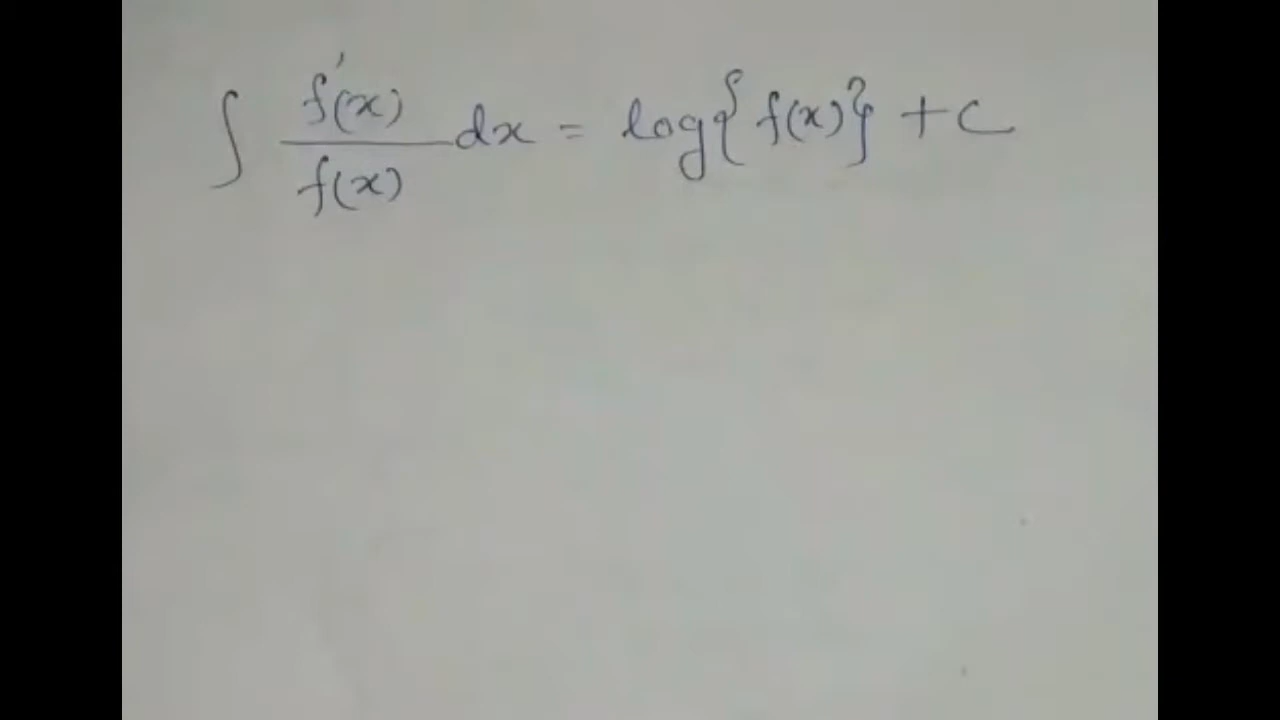 ∫ f'(x)/f(x) dx = log{f(x)} + c